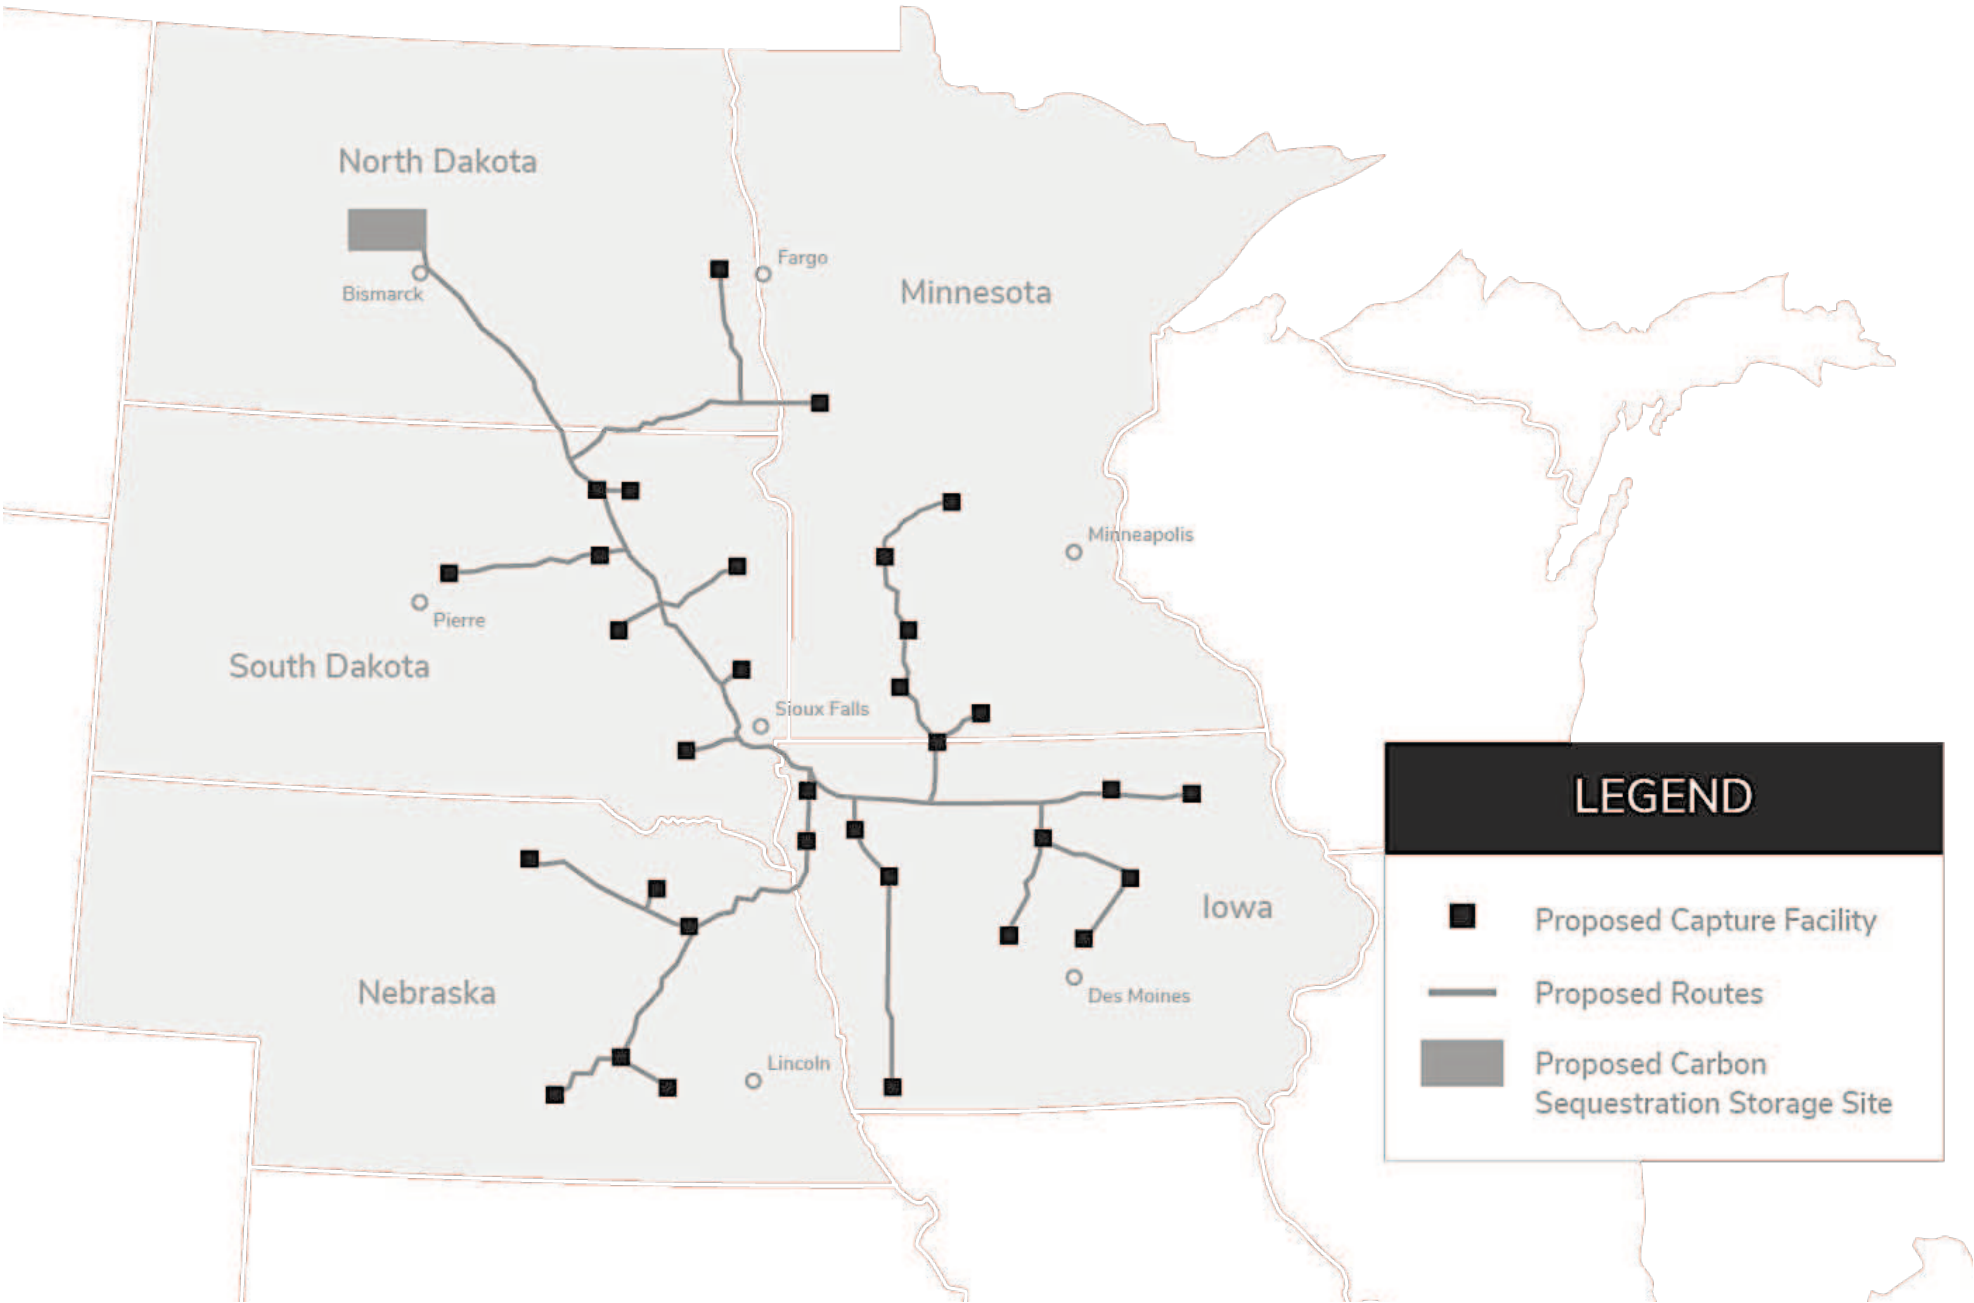 North Dakota
Fargo
Bismarck
Minnesota
Minneapolis
Pierre
South Dakota
Sioux Falls
Iowa
Nebraska
Des Moines
Lincoln
LEGEND
Proposed Capture Facility
Proposed Routes
Proposed Carbon
Sequestration Storage Site